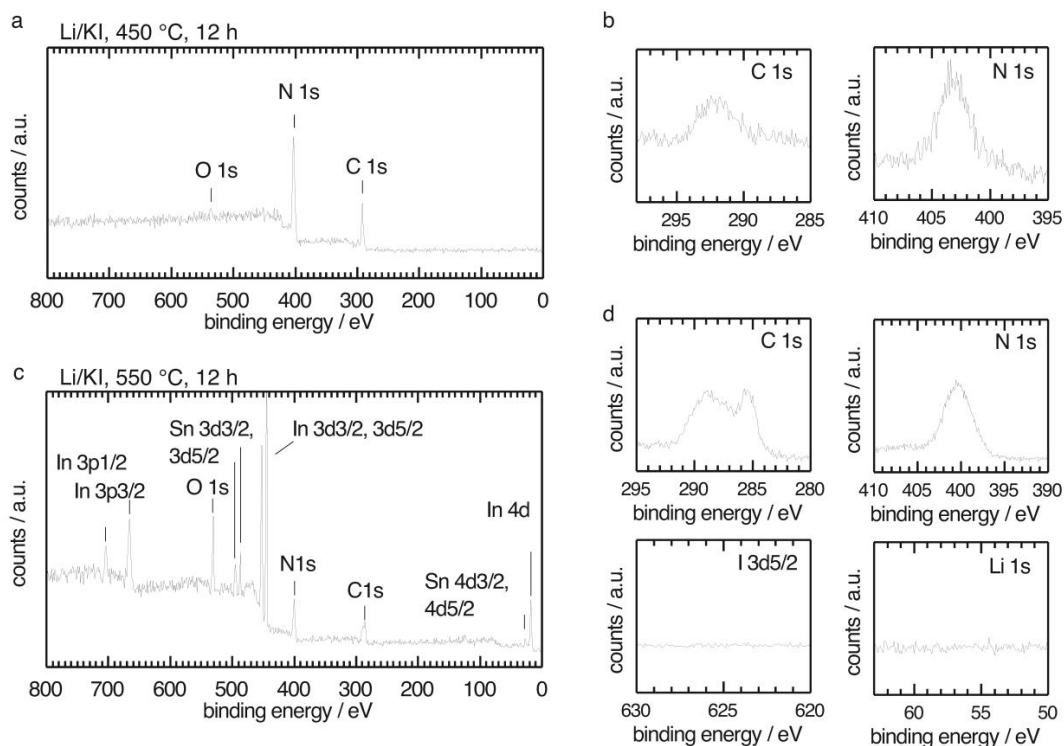 a
Li/KI, 450 °C, 12 h
counts / a.u.
O 1s
N 1s
C 1s
800 700 600 500 400 300 200 100 0
binding energy / eV
b
counts / a.u.
C 1s
295 290 285
binding energy / eV
counts / a.u.
N 1s
410 404 400 395
binding energy / eV
c
Li/KI, 550 °C, 12 h
counts / a.u.
In 3p1/2
In 3p3/2
Sn 3d3/2,
3d5/2
O 1s
In 3d3/2, 3d5/2
N1s
C1s
In 4d
Sn 4d3/2,
4d5/2
800 700 600 500 400 300 200 100 0
binding energy / eV
d
counts / a.u.
C 1s
295 290 285 280
binding energy / eV
counts / a.u.
N 1s
410 404 400 395 390
binding energy / eV
counts / a.u.
I 3d5/2
630 625 620
binding energy / eV
counts / a.u.
Li 1s
60 55 50
binding energy / eV